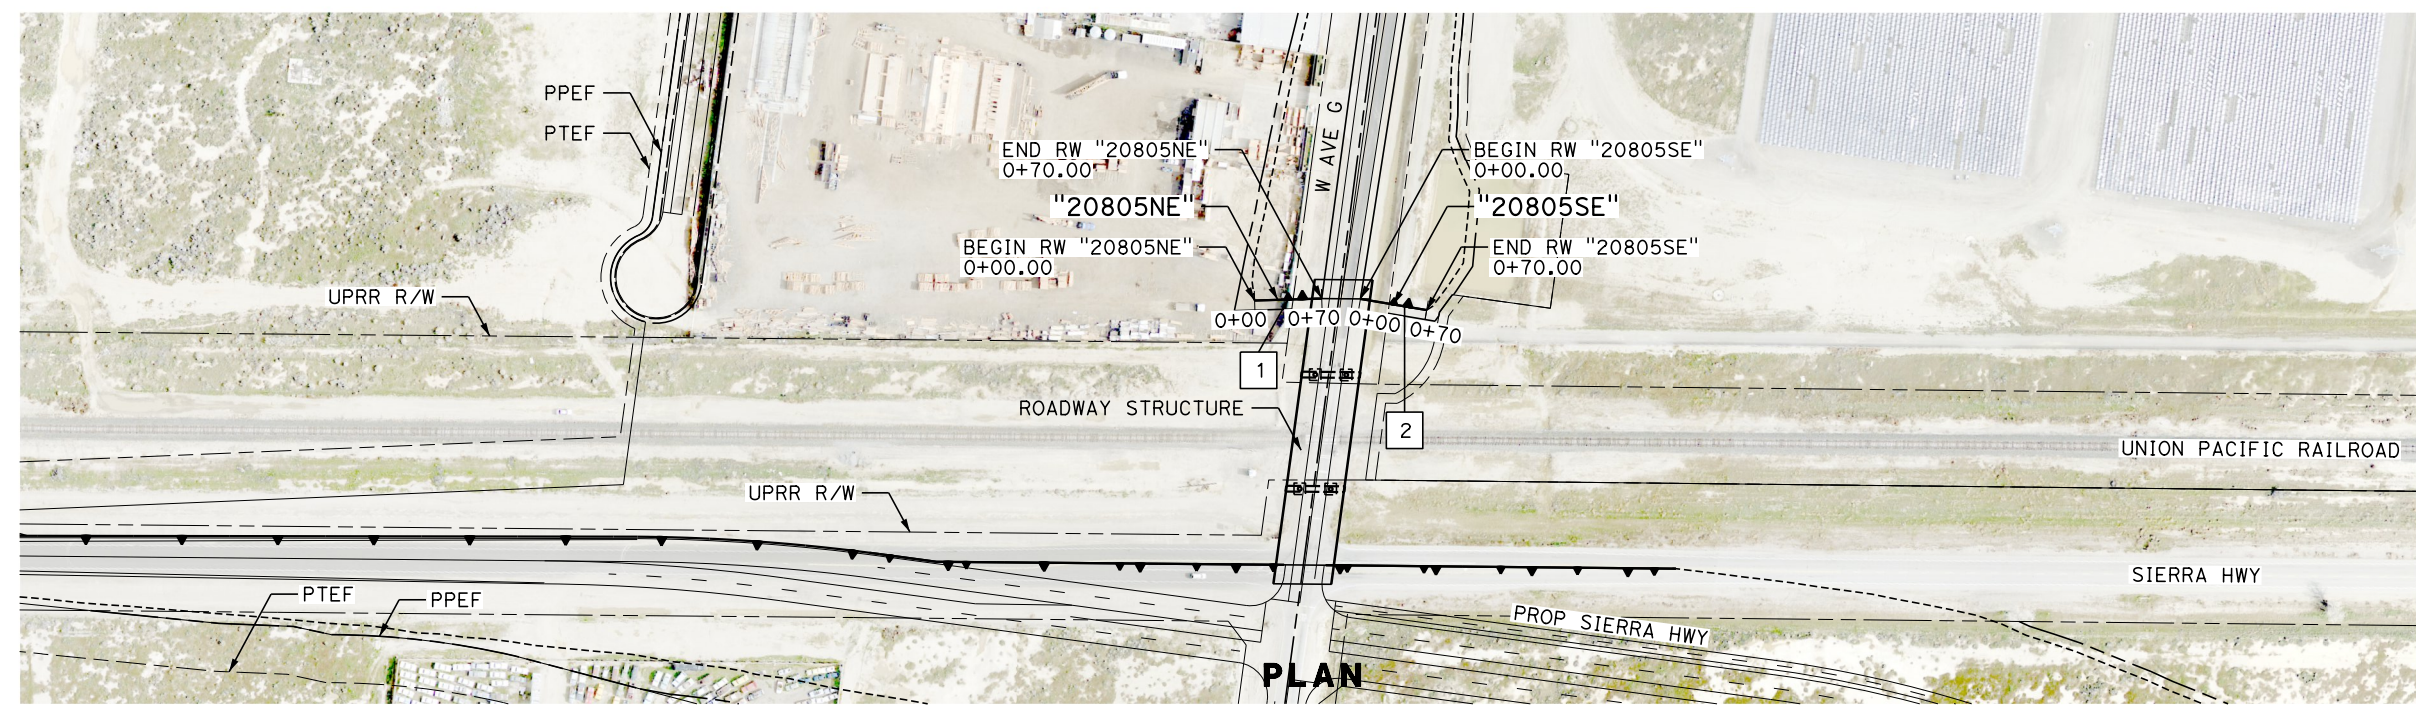 PPEF
PTEF
W AVE G
END RW "20805NE"
0+70.00
BEGIN RW "20805SE"
0+00.00
"20805NE"
"20805SE"
BEGIN RW "20805NE"
0+00.00
END RW "20805SE"
0+70.00
UPRR R/W
0+00
0+70
0+00
0+70
1
ROADWAY STRUCTURE
2
UNION PACIFIC RAILROAD
UPRR R/W
SIERRA HWY
PTEF
PPEF
PROP SIERRA HWY
PLAN